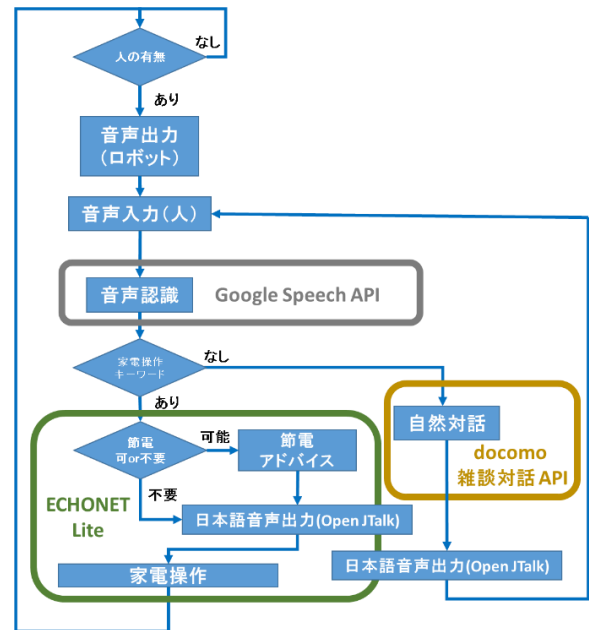 人の有無
なし
あり
音声出力
(ロボット)
音声入力(人)
音声認識
Google Speech API
家電操作
キーワード
なし
あり
節電
可or不要
可能
節電
アドバイス
自然対話
docomo
雑談対話 API
不要
ECHONET
Lite
日本語音声出力(Open JTalk)
家電操作
日本語音声出力(Open JTalk)